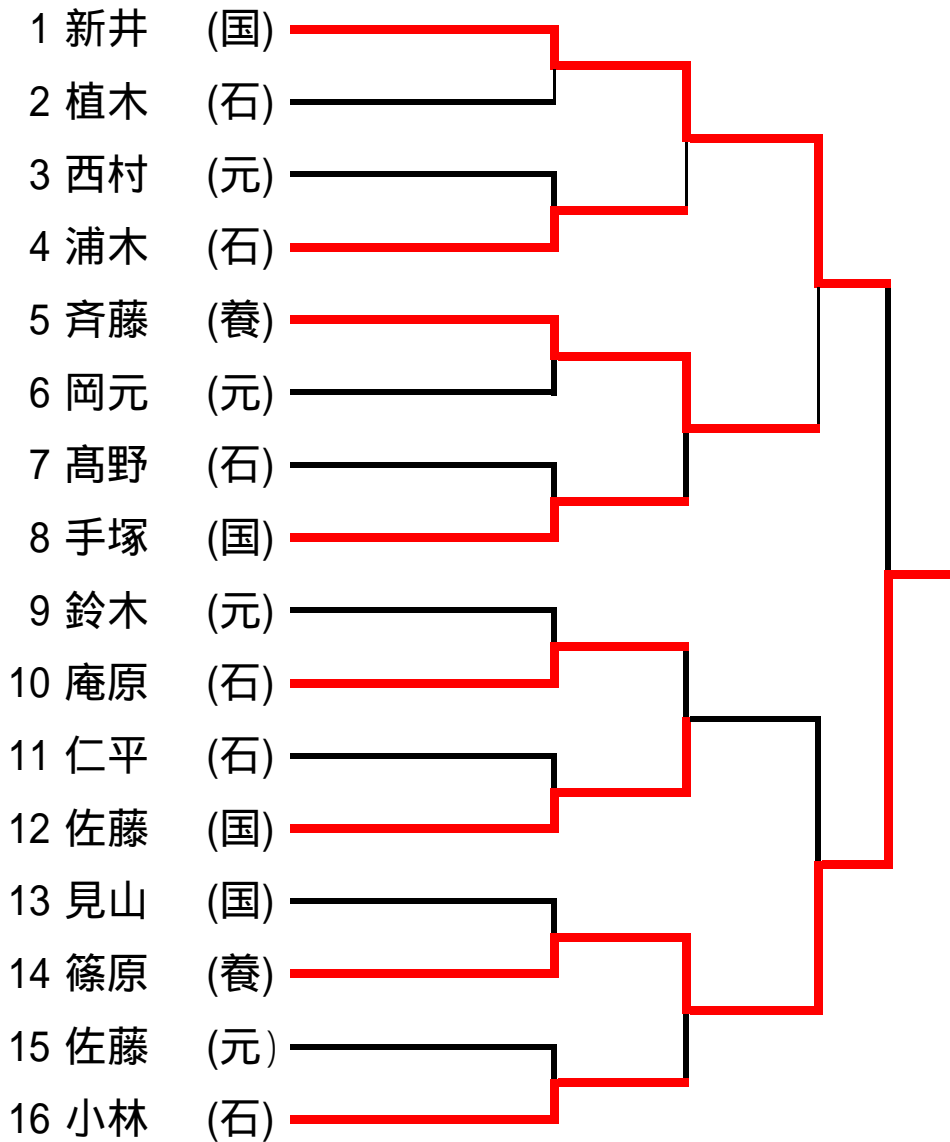 1 新井 (国)
2 植木 (石)
3 西村 (元)
4 浦木 (石)
5 斉藤 (養)
6 岡元 (元)
7 髙野 (石)
8 手塚 (国)
9 鈴木 (元)
10 庵原 (石)
11 仁平 (石)
12 佐藤 (国)
13 見山 (国)
14 篠原 (養)
15 佐藤 (元)
16 小林 (石)